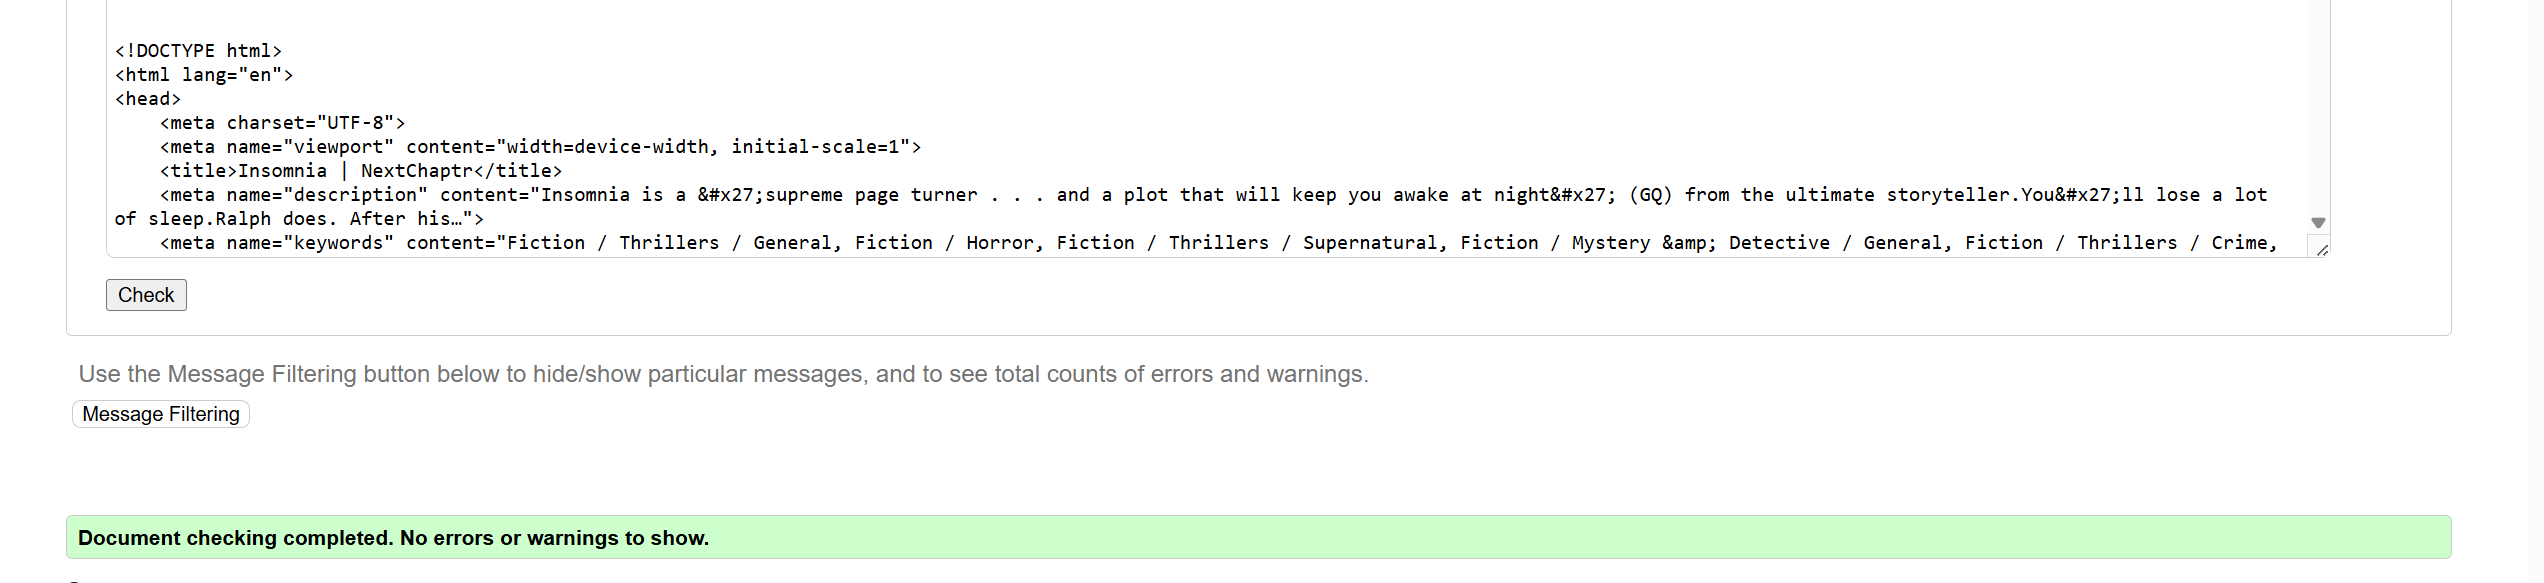 <!DOCTYPE html>
<html lang="en">
<head>
    <meta charset="UTF-8">
    <meta name="viewport" content="width=device-width, initial-scale=1">
    <title>Insomnia | NextChaptr</title>
    <meta name="description" content="Insomnia is a &#x27;supreme page turner . . . and a plot that will keep you awake at night&#x27; (GQ) from the ultimate storyteller.You&#x27;ll lose a lot
of sleep.Ralph does. After his…">
    <meta name="keywords" content="Fiction / Thrillers / General, Fiction / Horror, Fiction / Thrillers / Supernatural, Fiction / Mystery &amp; Detective / General, Fiction / Thrillers / Crime,
Check
Use the Message Filtering button below to hide/show particular messages, and to see total counts of errors and warnings.
Message Filtering
Document checking completed. No errors or warnings to show.